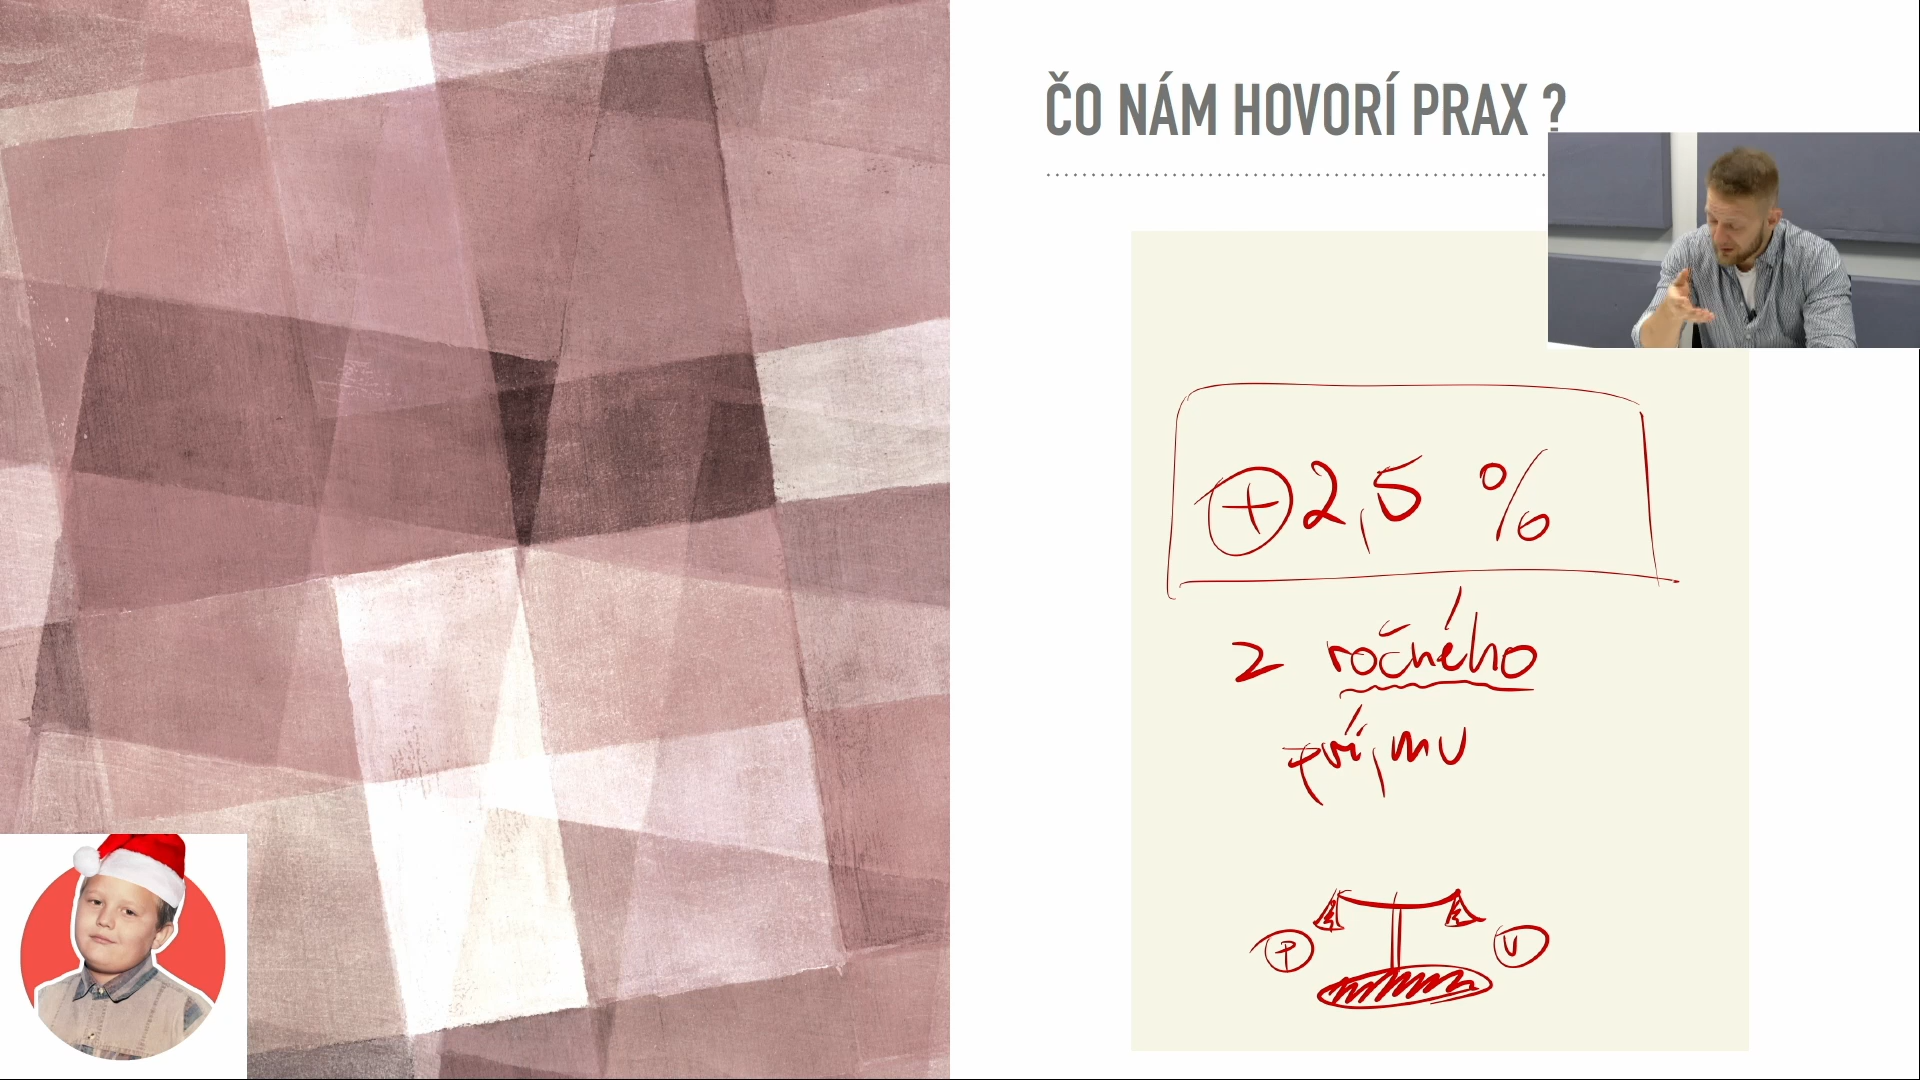 ČO NÁM HOVORÍ PRAX ?
+ 2,5 %
z ročného
príjmu
P V